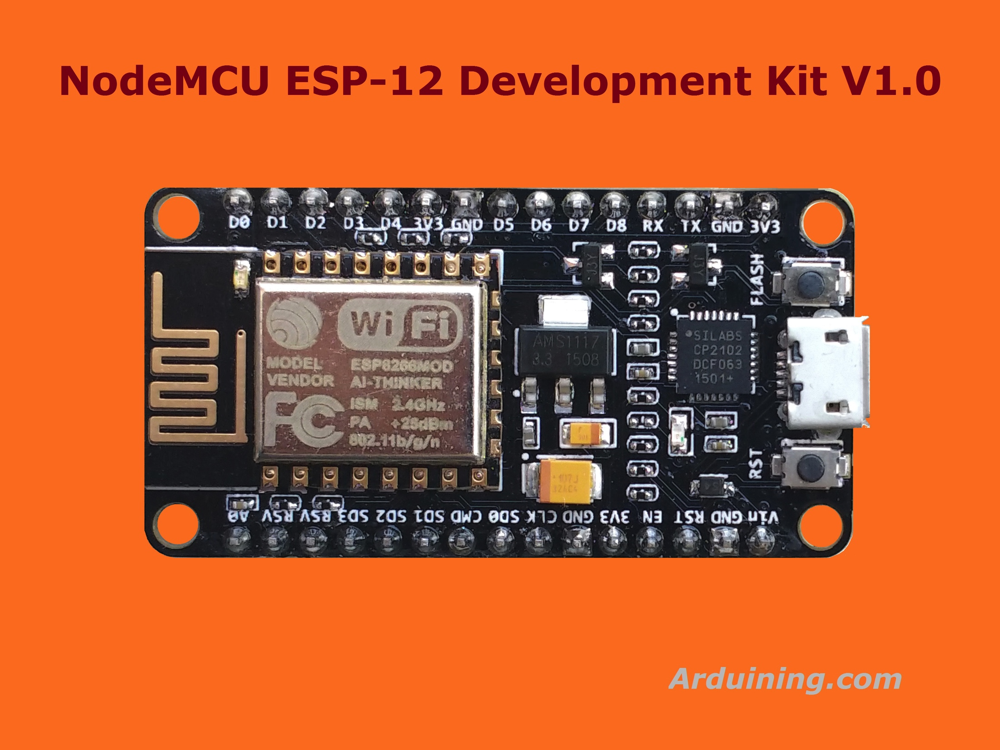 NodeMCU ESP-12 Development Kit V1.0
D0 D1 D2 D3 D4 3V3 GND D5 D6 D7 D8 RX TX GND 3V3
J3Y J3Y
FLASH
WiFi
MODEL ESP8266MOD
VENDOR AI-THINKER
FC ISM 2.4GHz
PA +25dBm
802.11b/g/n
AMS1117
3.3 1508
SILABS
CP2102
DCF063
1501+
107J
RST
A0 RSV RSV SD3 SD2 SD1 CMD SD0 CLK GND 3V3 EN RST GND Vin
Arduining.com